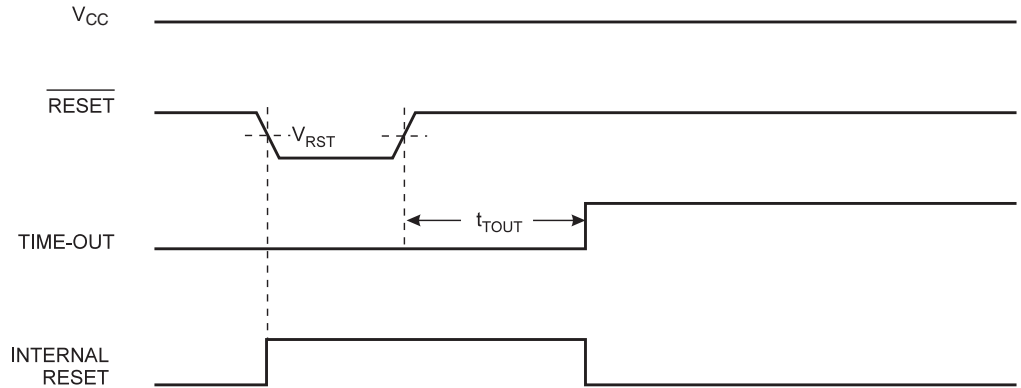 VCC
RESET
VRST
tTOUT
TIME-OUT
INTERNAL
RESET